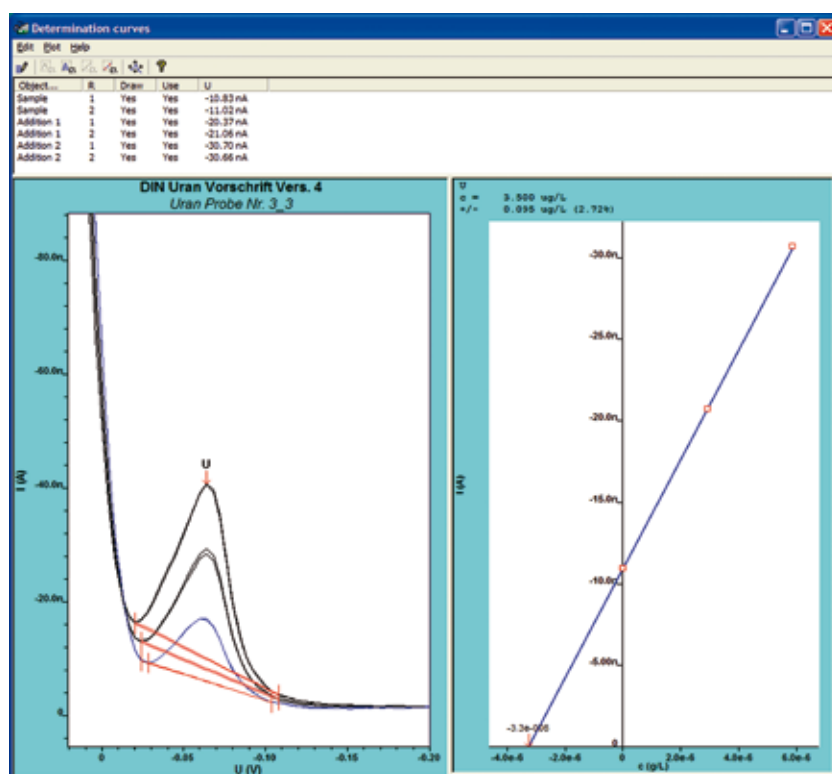 Determination curves
Edit Plot Help
Object... R Draw Use U
Sample 1 Yes Yes -10.83 nA
Sample 2 Yes Yes -11.02 nA
Addition 1 1 Yes Yes -20.37 nA
Addition 1 2 Yes Yes -21.06 nA
Addition 2 1 Yes Yes -30.70 nA
Addition 2 2 Yes Yes -30.66 nA
DIN Uran Vorschrift Vers. 4
Uran Probe Nr. 3_3
-80.0n
-60.0n
-40.0n
-20.0n
0
I (A)
U
0 -0.05 -0.10 -0.15 -0.20
U (V)
U
c = 3.500 ug/L
+/- 0.095 ug/L (2.72%)
-30.0n
-25.0n
-20.0n
-15.0n
-10.0n
-5.00n
0
I (A)
-3.3e-006
-4.0e-6 -2.0e-6 0 2.0e-6 4.0e-6 6.0e-6
c (g/L)